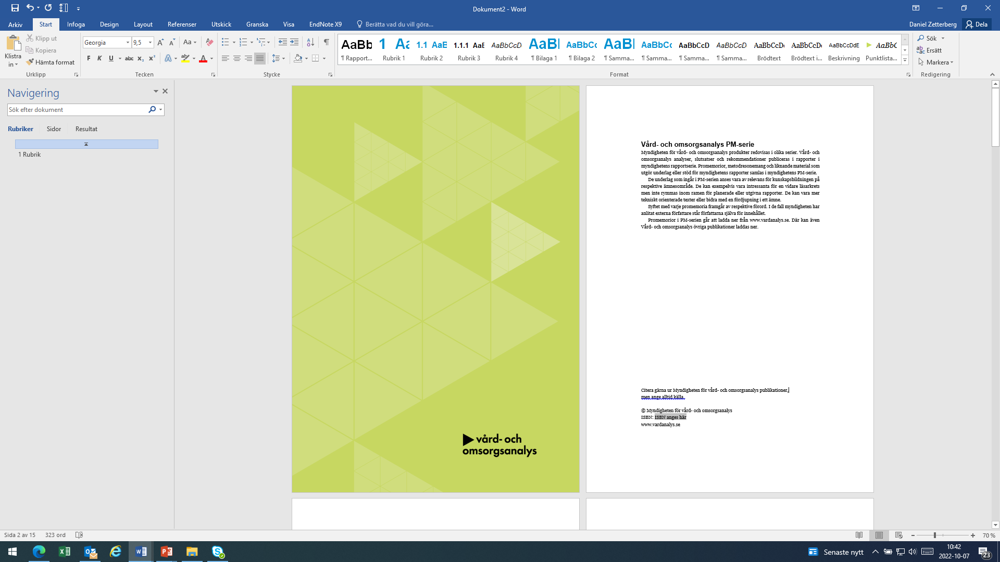 Dokument2 - Word
Arkiv Start Infoga Design Layout Referenser Utskick Granska Visa EndNote X9 Berätta vad du vill göra... Daniel Zetterberg Dela
Klistra in
Klipp ut
Kopiera
Hämta format
Urklipp
Georgia 9,5
Aa
F K U abc x₂ x² A ab A
Tecken
Stycke
AaBb 1 Aa 1.1 AaB 1.1.1 AaE AaBbCcD AaBl AaBbCc AaBl AaBbCc AaBbCcD AaBbCcD AaBbCcDc AaBbCcDc AaBbCcDdE AaBbC
¶ Rapport... Rubrik 1 Rubrik 2 Rubrik 3 Rubrik 4 ¶ Bilaga 1 ¶ Bilaga 2 ¶ Samma... ¶ Samma... ¶ Samma... ¶ Samma... Brödtext Brödtext i... Beskrivning Punktlista...
Format
Sök
Ersätt
Markera
Redigering
Navigering
Sök efter dokument
Rubriker Sidor Resultat
1 Rubrik
vård- och
omsorgsanalys
Vård- och omsorgsanalys PM-serie
Myndigheten för vård- och omsorgsanalys produkter redovisas i olika serier. Vård- och
omsorgsanalys analyser, slutsatser och rekommendationer publiceras i rapporter i
myndighetens rapportserie. Promemorior, metodresonemang och liknande material som
utgör underlag eller stöd för myndighetens rapporter samlas i myndighetens PM-serie.
De underlag som ingår i PM-serien anses vara av relevans för kunskapsbildningen på
respektive ämnesområde. De kan exempelvis vara intressanta för en vidare läsarkrets
men inte rymmas inom ramen för planerade eller utgivna rapporter. De kan vara mer
tekniskt orienterade texter eller bidra med en fördjupning i ett ämne.
Syftet med varje promemoria framgår av respektive förord. I de fall myndigheten har
anlitat externa författare står författarna själva för innehållet.
Promemorior i PM-serien går att ladda ner från www.vardanalys.se. Där kan även
Vård- och omsorgsanalys övriga publikationer laddas ner.
Citera gärna ur Myndigheten för vård- och omsorgsanalys publikationer,
men ange alltid källa.
© Myndigheten för vård- och omsorgsanalys
ISBN: ISBN anges här
www.vardanalys.se
Sida 2 av 15 323 ord 70 %
Senaste nytt
10:42
2022-10-07
23